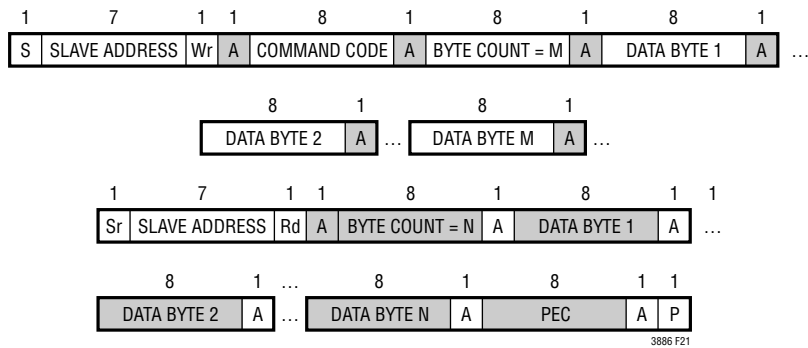 1 7 1 1 8 1 8 1 8 1
S SLAVE ADDRESS Wr A COMMAND CODE A BYTE COUNT = M A DATA BYTE 1 A …
8 1 8 1
DATA BYTE 2 A … DATA BYTE M A …
1 7 1 1 8 1 8 1 1
Sr SLAVE ADDRESS Rd A BYTE COUNT = N A DATA BYTE 1 A …
8 1 … 8 1 8 1 1
DATA BYTE 2 A … DATA BYTE N A PEC A P
3886 F21